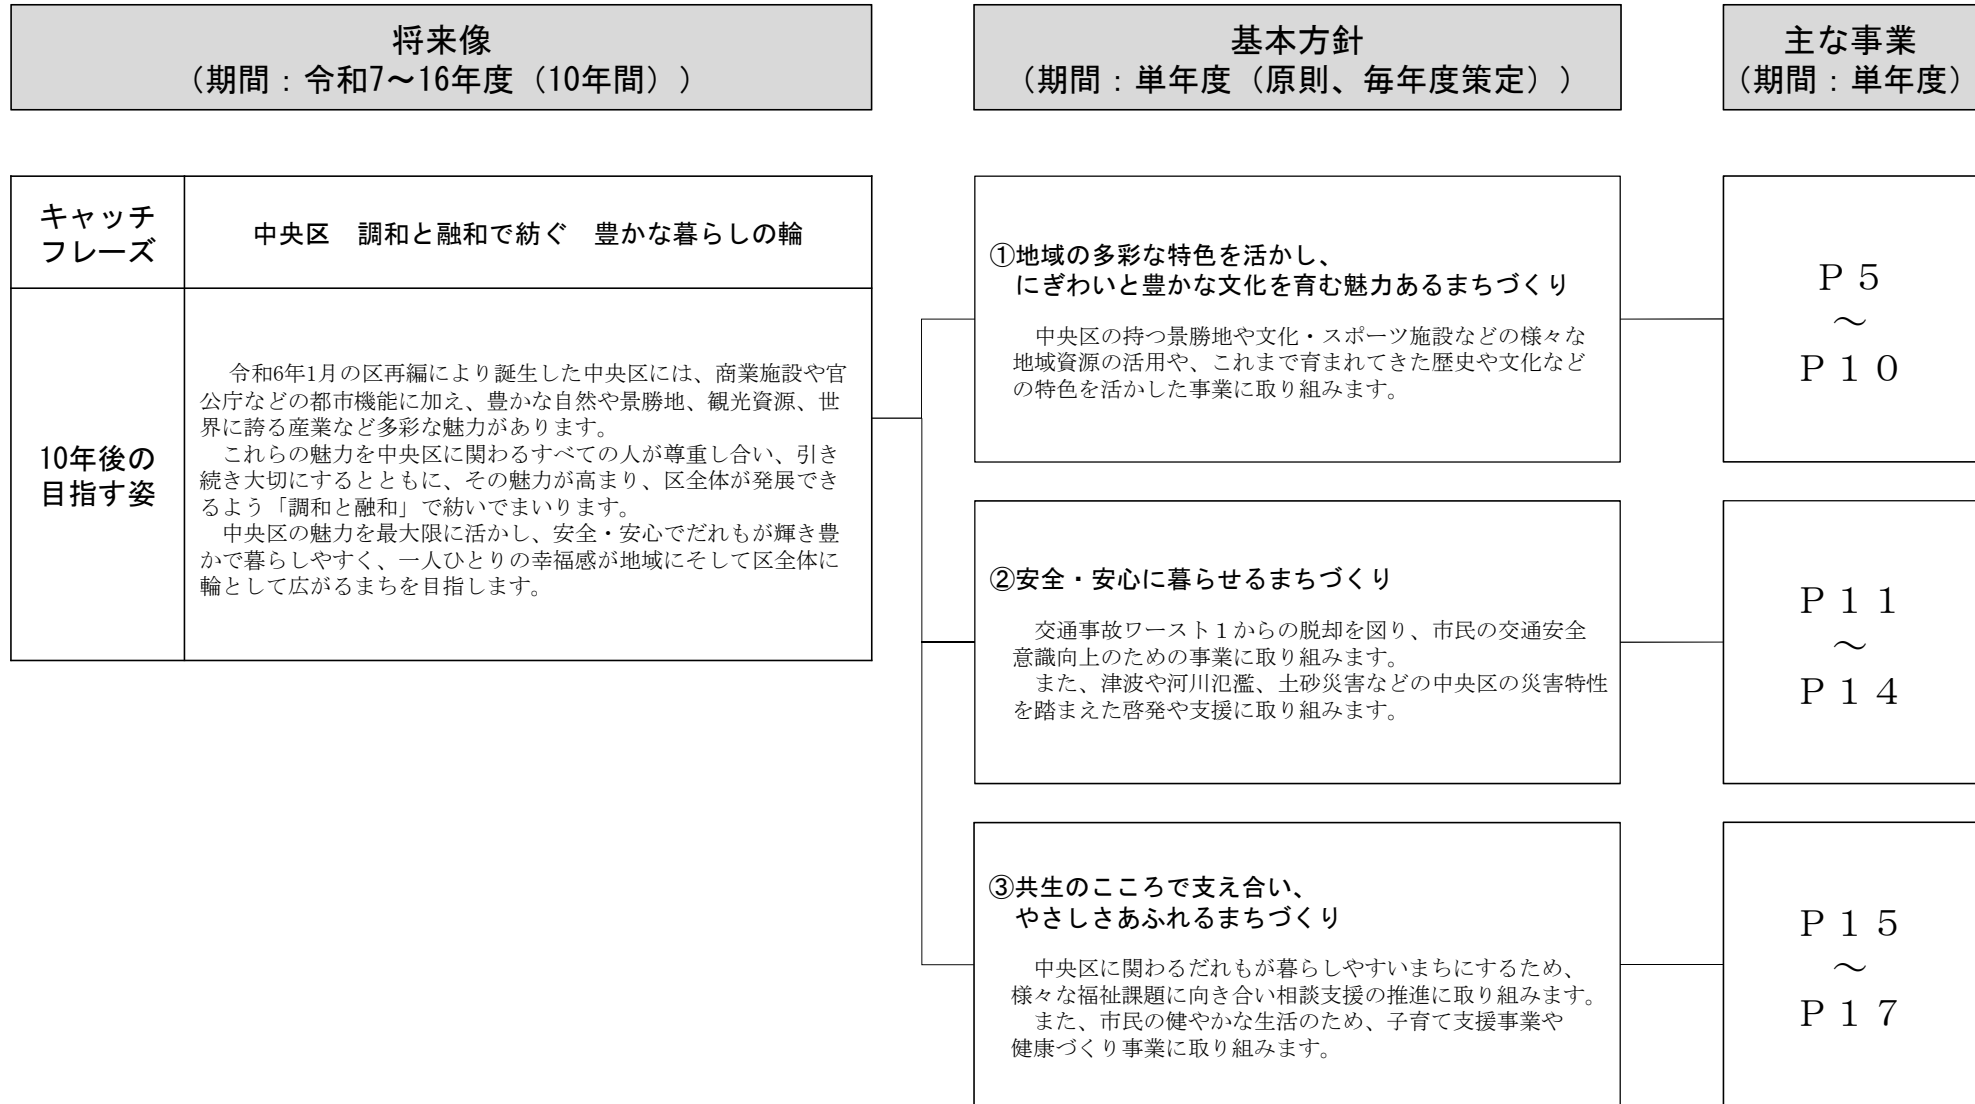 将来像
（期間：令和7～16年度（10年間））
基本方針
（期間：単年度（原則、毎年度策定））
主な事業
（期間：単年度）
キャッチ
フレーズ
中央区　調和と融和で紡ぐ　豊かな暮らしの輪
10年後の
目指す姿
令和6年1月の区再編により誕生した中央区には、商業施設や官
公庁などの都市機能に加え、豊かな自然や景勝地、観光資源、世
界に誇る産業など多彩な魅力があります。
これらの魅力を中央区に関わるすべての人が尊重し合い、引き
続き大切にするとともに、その魅力が高まり、区全体が発展でき
るよう「調和と融和」で紡いでまいります。
中央区の魅力を最大限に活かし、安全・安心でだれもが輝き豊
かで暮らしやすく、一人ひとりの幸福感が地域にそして区全体に
輪として広がるまちを目指します。
①地域の多彩な特色を活かし、
にぎわいと豊かな文化を育む魅力あるまちづくり
中央区の持つ景勝地や文化・スポーツ施設などの様々な
地域資源の活用や、これまで育まれてきた歴史や文化など
の特色を活かした事業に取り組みます。
Ｐ５
～
Ｐ１０
②安全・安心に暮らせるまちづくり
交通事故ワースト１からの脱却を図り、市民の交通安全
意識向上のための事業に取り組みます。
また、津波や河川氾濫、土砂災害などの中央区の災害特性
を踏まえた啓発や支援に取り組みます。
Ｐ１１
～
Ｐ１４
③共生のこころで支え合い、
やさしさあふれるまちづくり
中央区に関わるだれもが暮らしやすいまちにするため、
様々な福祉課題に向き合い相談支援の推進に取り組みます。
また、市民の健やかな生活のため、子育て支援事業や
健康づくり事業に取り組みます。
Ｐ１５
～
Ｐ１７